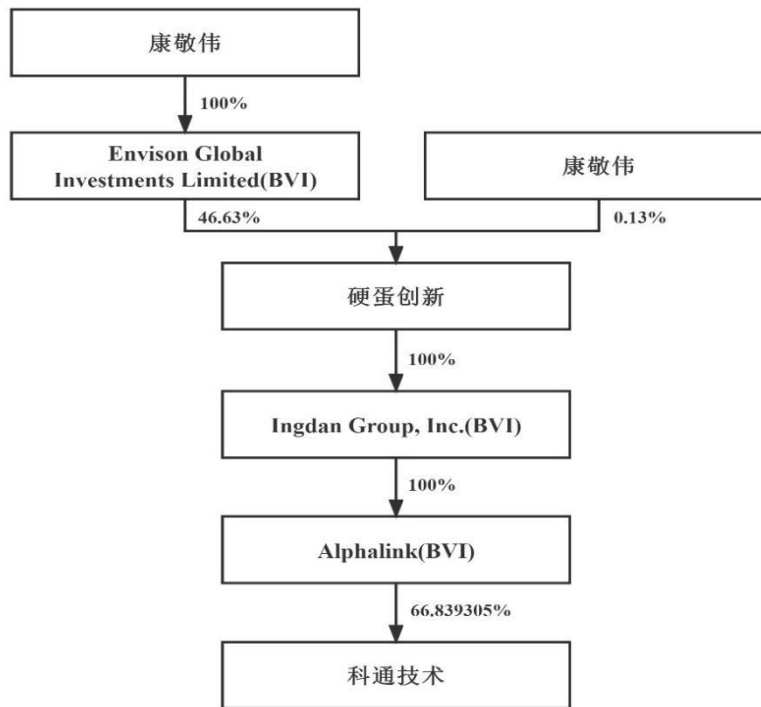 康敬伟
100%
Envison Global
Investments Limited(BVI)
康敬伟
46.63%
0.13%
硬蛋创新
100%
Ingdan Group, Inc.(BVI)
100%
Alphalink(BVI)
66.839305%
科通技术